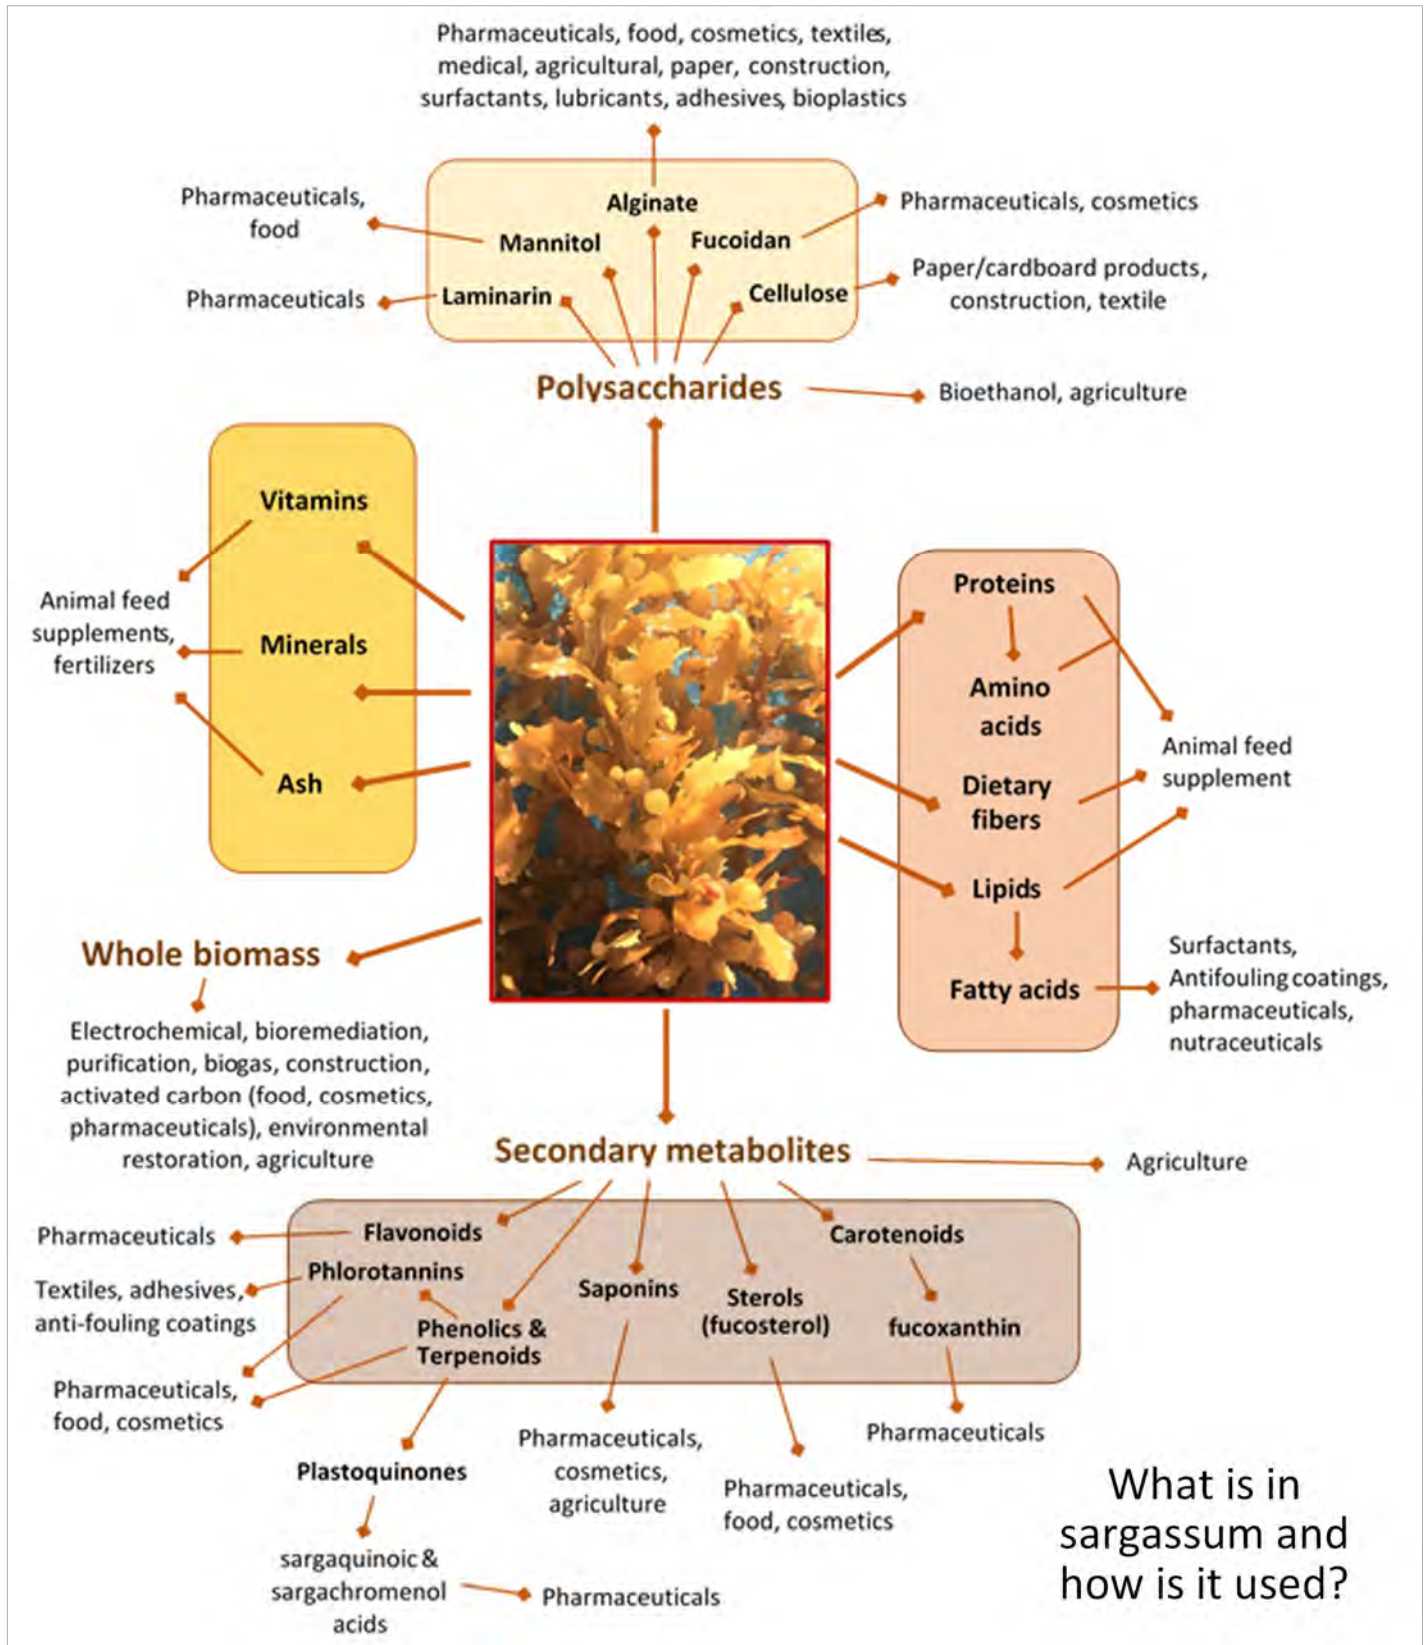 Pharmaceuticals, food, cosmetics, textiles,
medical, agricultural, paper, construction,
surfactants, lubricants, adhesives, bioplastics
Alginate
Pharmaceuticals,
food
Mannitol
Fucoidan
Pharmaceuticals, cosmetics
Pharmaceuticals
Laminarin
Cellulose
Paper/cardboard products,
construction, textile
Polysaccharides
Bioethanol, agriculture
Vitamins
Minerals
Ash
Animal feed
supplements,
fertilizers
Proteins
Amino
acids
Dietary
fibers
Lipids
Fatty acids
Animal feed
supplement
Surfactants,
Antifouling coatings,
pharmaceuticals,
nutraceuticals
Whole biomass
Electrochemical, bioremediation,
purification, biogas, construction,
activated carbon (food, cosmetics,
pharmaceuticals), environmental
restoration, agriculture
Secondary metabolites
Agriculture
Pharmaceuticals
Flavonoids
Textiles, adhesives,
anti-fouling coatings
Phlorotannins
Phenolics &
Terpenoids
Pharmaceuticals,
food, cosmetics
Saponins
Sterols
(fucosterol)
Carotenoids
fucoxanthin
Plastoquinones
sargaquinoic &
sargachromenol
acids
Pharmaceuticals
Pharmaceuticals,
cosmetics,
agriculture
Pharmaceuticals,
food, cosmetics
Pharmaceuticals
What is in
sargassum and
how is it used?